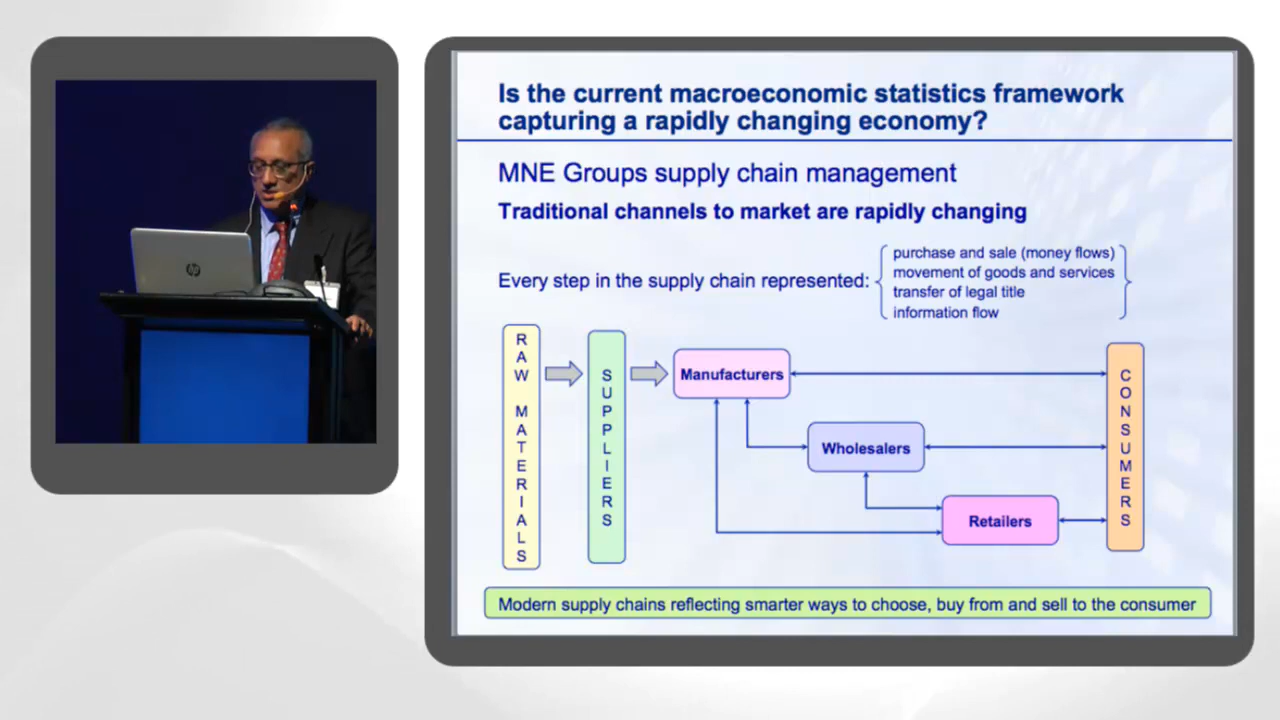 Is the current macroeconomic statistics framework
capturing a rapidly changing economy?
MNE Groups supply chain management
Traditional channels to market are rapidly changing
Every step in the supply chain represented:
purchase and sale (money flows)
movement of goods and services
transfer of legal title
information flow
RAW MATERIALS
SUPPLIERS
Manufacturers
Wholesalers
Retailers
CONSUMERS
Modern supply chains reflecting smarter ways to choose, buy from and sell to the consumer
hp